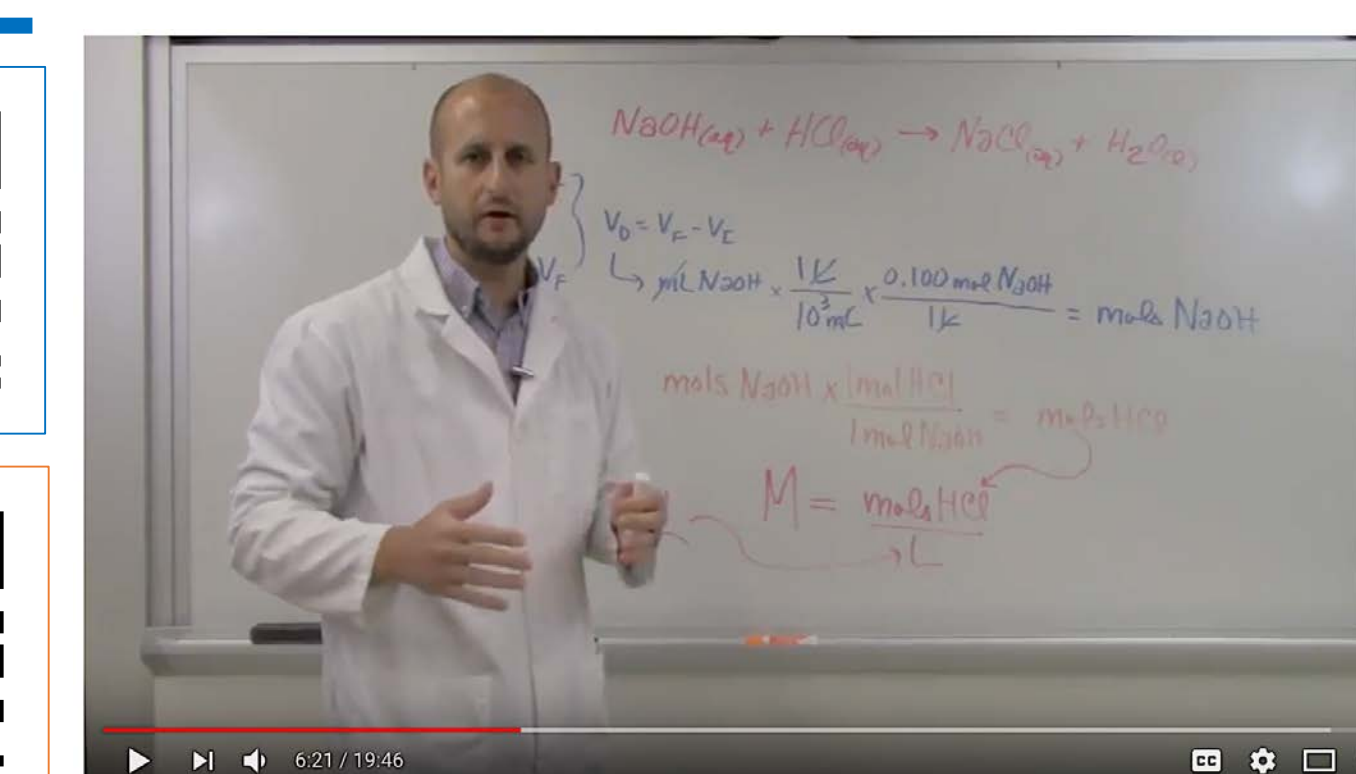 NaOH(aq) + HCl(aq) → NaCl(aq) + H2O(l)
VF
VD = VF - VI
mL NaOH × 1L / 10³ mL × 0.100 mol NaOH / 1L = mols NaOH
mols NaOH × 1 mol HCl / 1 mol NaOH = mols HCl
M = mols HCl / L
6:21 / 19:46
CC